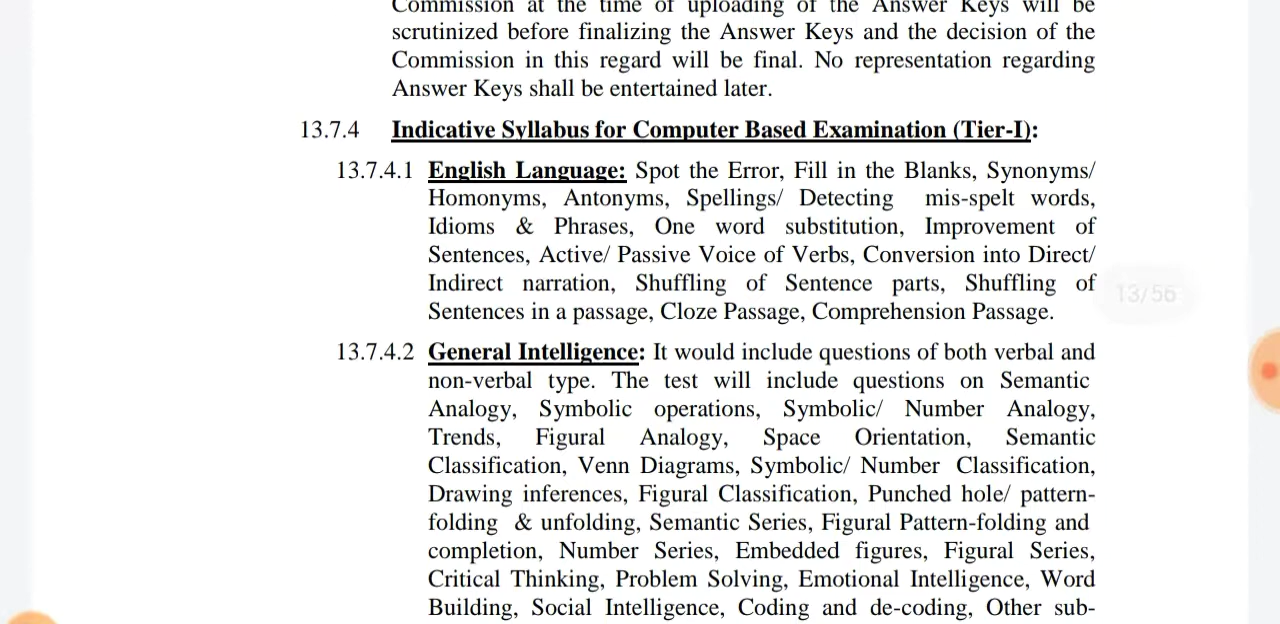 Commission at the time of uploading of the Answer Keys will be
scrutinized before finalizing the Answer Keys and the decision of the
Commission in this regard will be final. No representation regarding
Answer Keys shall be entertained later.
13.7.4 Indicative Syllabus for Computer Based Examination (Tier-I):
13.7.4.1 English Language: Spot the Error, Fill in the Blanks, Synonyms/
Homonyms, Antonyms, Spellings/ Detecting mis-spelt words,
Idioms & Phrases, One word substitution, Improvement of
Sentences, Active/ Passive Voice of Verbs, Conversion into Direct/
Indirect narration, Shuffling of Sentence parts, Shuffling of
Sentences in a passage, Cloze Passage, Comprehension Passage.
13/56
13.7.4.2 General Intelligence: It would include questions of both verbal and
non-verbal type. The test will include questions on Semantic
Analogy, Symbolic operations, Symbolic/ Number Analogy,
Trends, Figural Analogy, Space Orientation, Semantic
Classification, Venn Diagrams, Symbolic/ Number Classification,
Drawing inferences, Figural Classification, Punched hole/ pattern-
folding & unfolding, Semantic Series, Figural Pattern-folding and
completion, Number Series, Embedded figures, Figural Series,
Critical Thinking, Problem Solving, Emotional Intelligence, Word
Building, Social Intelligence, Coding and de-coding, Other sub-